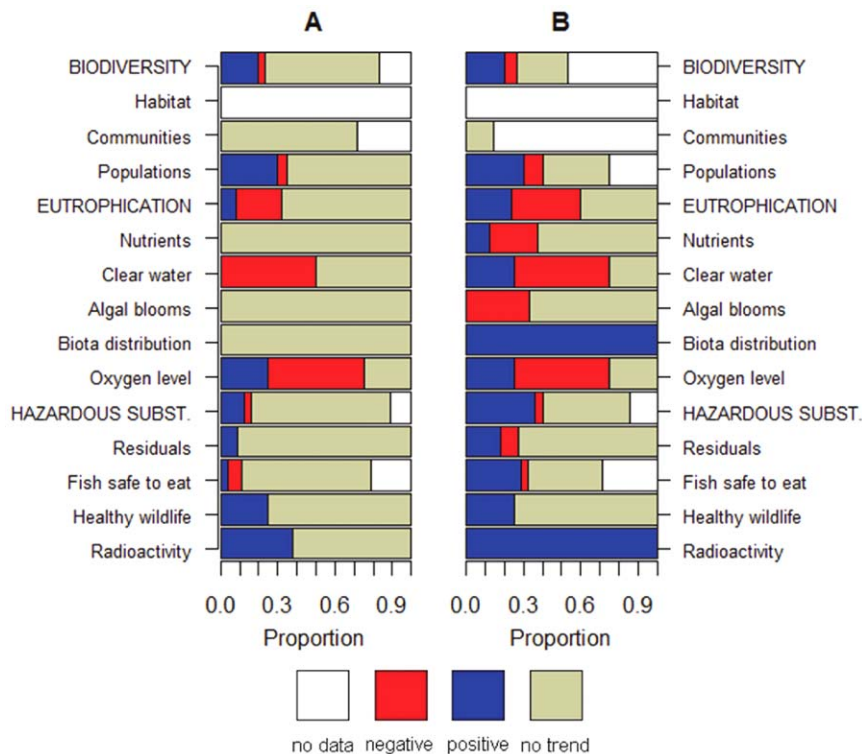 A B
BIODIVERSITY BIODIVERSITY
Habitat Habitat
Communities Communities
Populations Populations
EUTROPHICATION EUTROPHICATION
Nutrients Nutrients
Clear water Clear water
Algal blooms Algal blooms
Biota distribution Biota distribution
Oxygen level Oxygen level
HAZARDOUS SUBST. HAZARDOUS SUBST.
Residuals Residuals
Fish safe to eat Fish safe to eat
Healthy wildlife Healthy wildlife
Radioactivity Radioactivity
0.0 0.3 0.6 0.9 0.0 0.3 0.6 0.9
Proportion Proportion
no data negative positive no trend